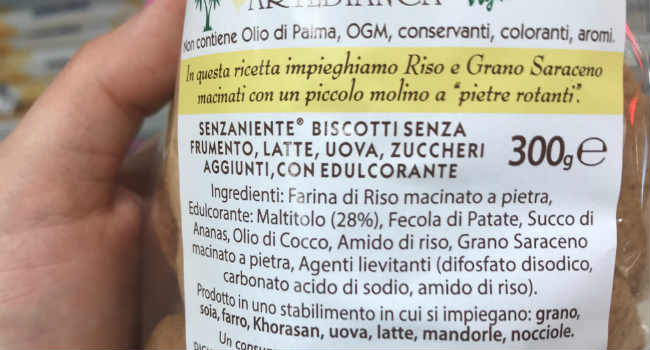 ARTEBIANCA
Non contiene Olio di Palma, OGM, conservanti, coloranti, aromi.
In questa ricetta impieghiamo Riso e Grano Saraceno
macinati con un piccolo molino a "pietre rotanti".
SENZANIENTE® BISCOTTI SENZA
FRUMENTO, LATTE, UOVA, ZUCCHERI
AGGIUNTI, CON EDULCORANTE
300g e
Ingredienti: Farina di Riso macinato a pietra,
Edulcorante: Maltitolo (28%), Fecola di Patate, Succo di
Ananas, Olio di Cocco, Amido di riso, Grano Saraceno
macinato a pietra, Agenti lievitanti (difosfato disodico,
carbonato acido di sodio, amido di riso).
Prodotto in uno stabilimento in cui si impiegano: grano,
soia, farro, Khorasan, uova, latte, mandorle, nocciole.
Un